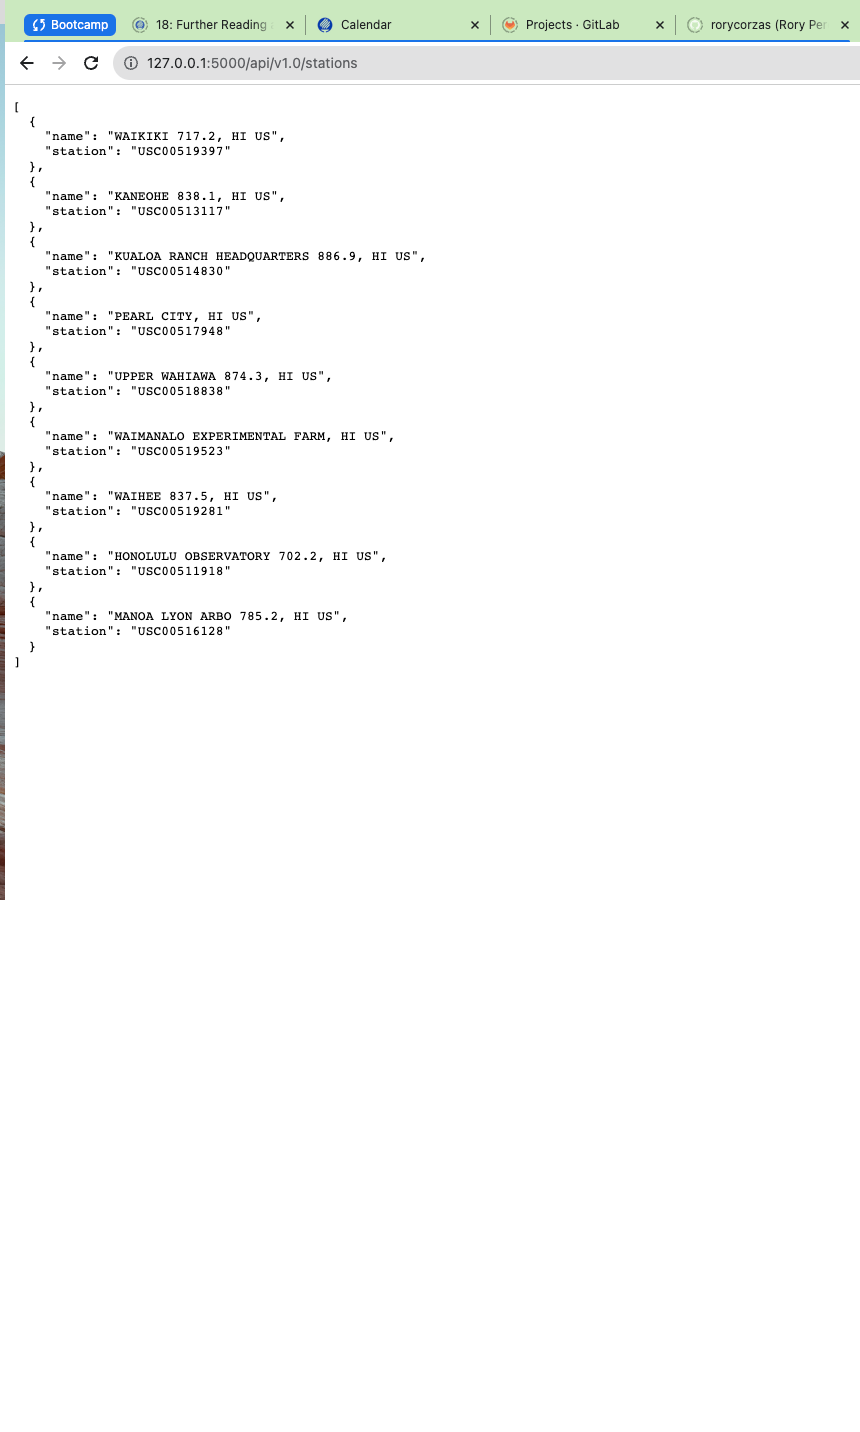 Bootcamp 18: Further Reading Calendar Projects · GitLab rorycorzas (Rory Per
127.0.0.1:5000/api/v1.0/stations
[
{
"name": "WAIKIKI 717.2, HI US",
"station": "USC00519397"
},
{
"name": "KANEOHE 838.1, HI US",
"station": "USC00513117"
},
{
"name": "KUALOA RANCH HEADQUARTERS 886.9, HI US",
"station": "USC00514830"
},
{
"name": "PEARL CITY, HI US",
"station": "USC00517948"
},
{
"name": "UPPER WAHIAWA 874.3, HI US",
"station": "USC00518838"
},
{
"name": "WAIMANALO EXPERIMENTAL FARM, HI US",
"station": "USC00519523"
},
{
"name": "WAIHEE 837.5, HI US",
"station": "USC00519281"
},
{
"name": "HONOLULU OBSERVATORY 702.2, HI US",
"station": "USC00511918"
},
{
"name": "MANOA LYON ARBO 785.2, HI US",
"station": "USC00516128"
}
]